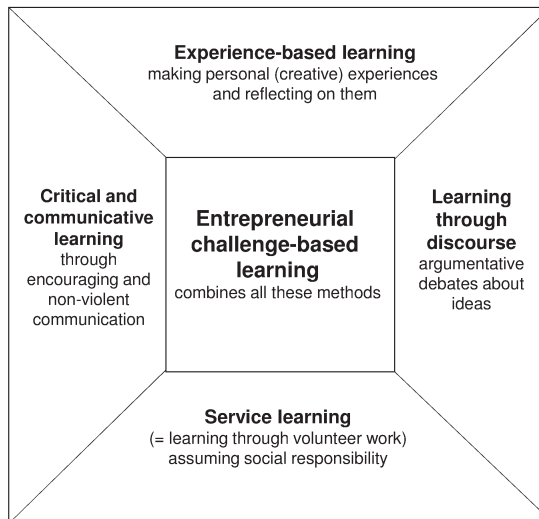 Experience-based learning
making personal (creative) experiences
and reflecting on them
Critical and
communicative
learning
through
encouraging and
non-violent
communication
Entrepreneurial
challenge-based
learning
combines all these methods
Learning
through
discourse
argumentative
debates about
ideas
Service learning
(= learning through volunteer work)
assuming social responsibility